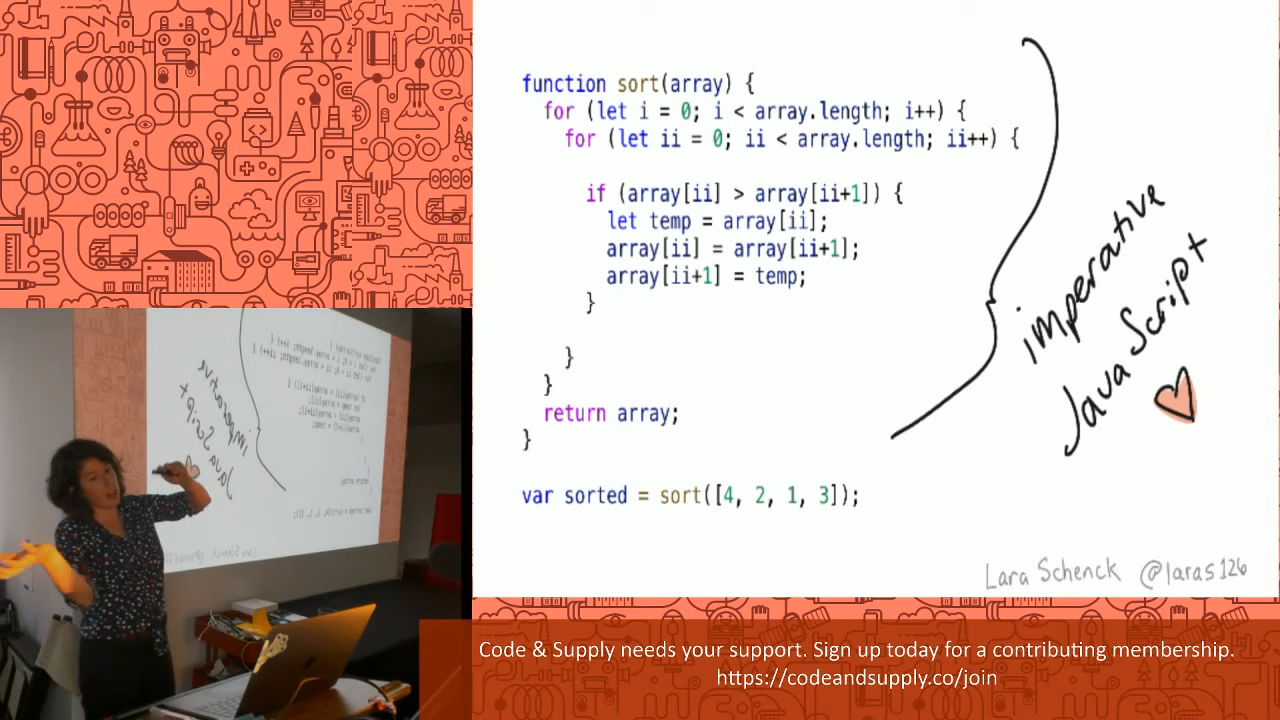 function sort(array) {
for (let i = 0; i < array.length; i++) {
for (let ii = 0; ii < array.length; ii++) {
if (array[ii] > array[ii+1]) {
let temp = array[ii];
array[ii] = array[ii+1];
array[ii+1] = temp;
}
}
}
return array;
}
var sorted = sort([4, 2, 1, 3]);
imperative
JavaScript
Lara Schenck @laras126
Code & Supply needs your support. Sign up today for a contributing membership.
https://codeandsupply.co/join